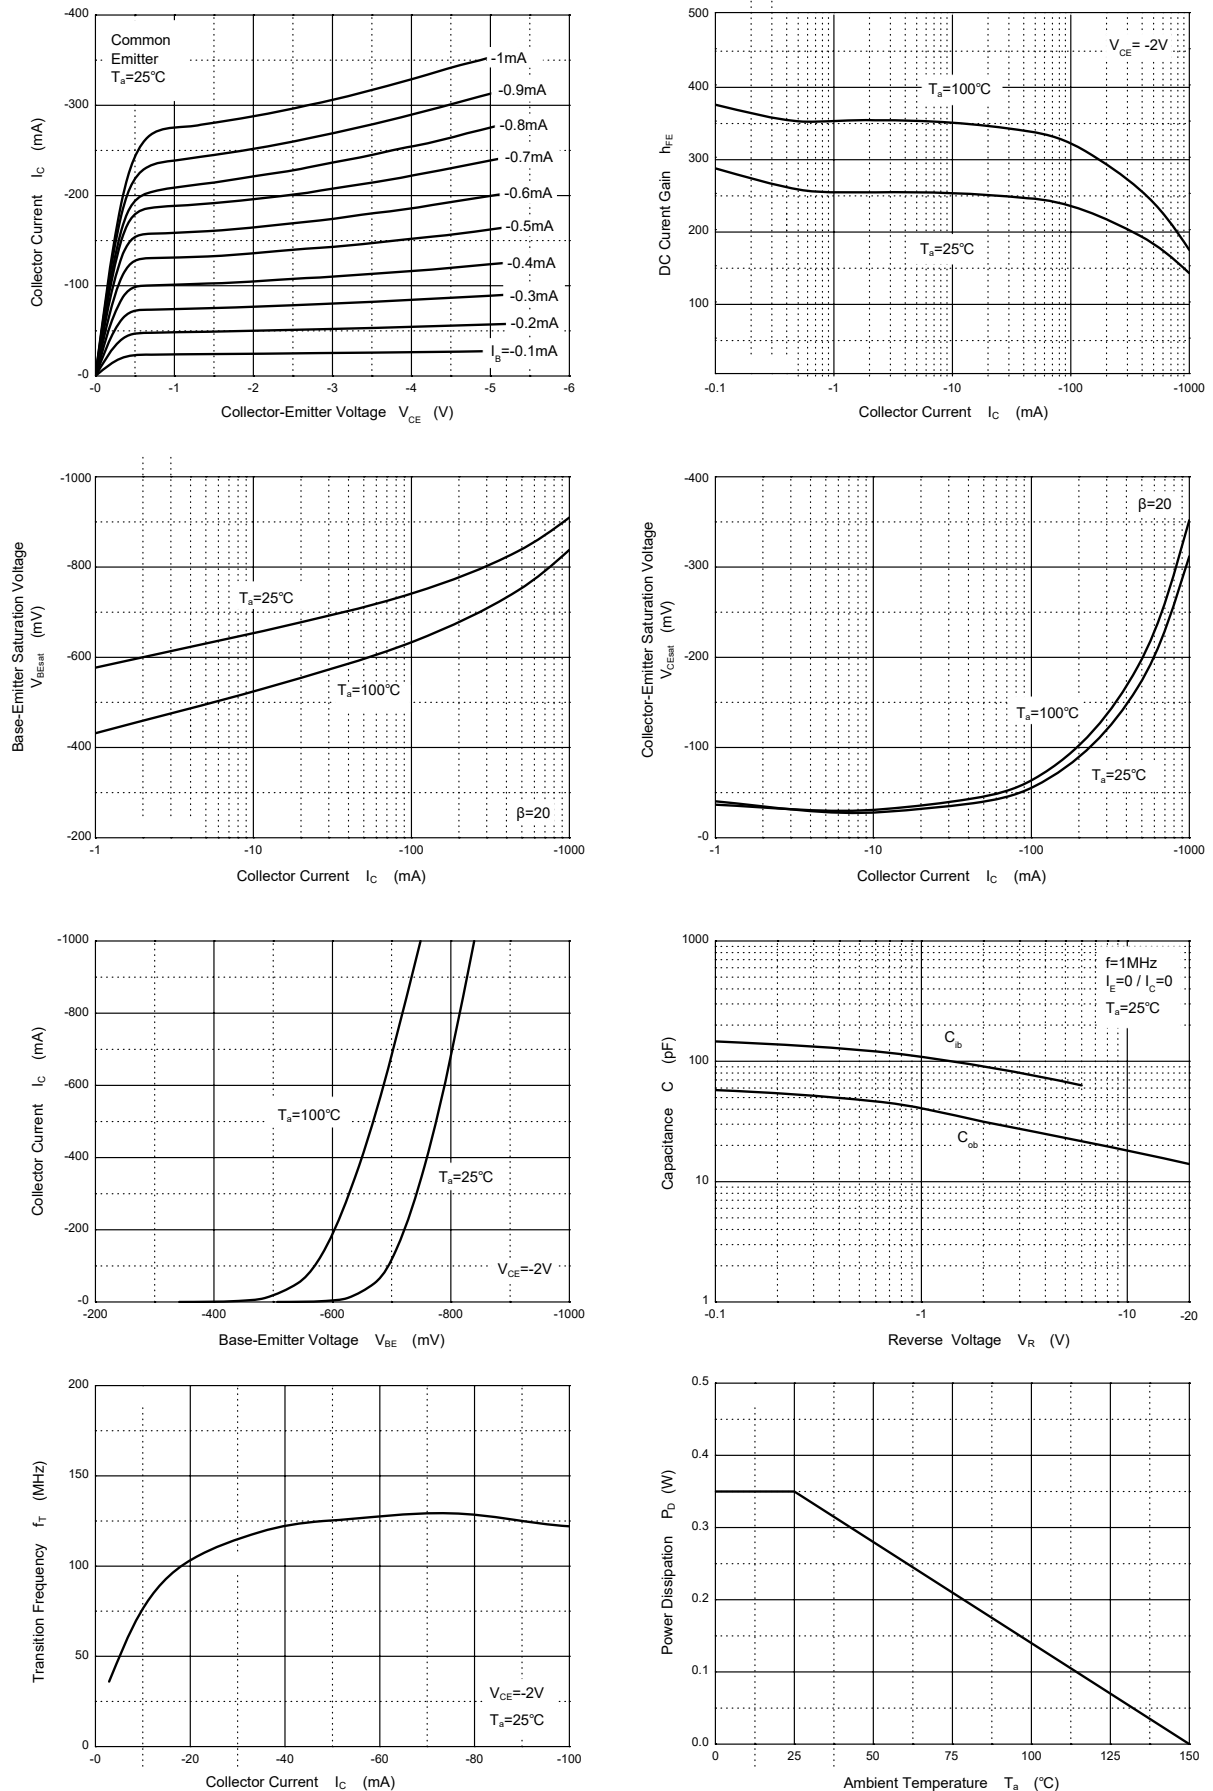 -400
-300
-200
-100
-0
-0
-1
-2
-3
-4
-5
-6
Common
Emitter
Ta=25℃
-1mA
-0.9mA
-0.8mA
-0.7mA
-0.6mA
-0.5mA
-0.4mA
-0.3mA
-0.2mA
IB=-0.1mA
Collector Current IC (mA)
Collector-Emitter Voltage VCE (V)
500
400
300
200
100
-0.1
-1
-10
-100
-1000
VCE= -2V
Ta=100℃
Ta=25℃
DC Current Gain hFE
Collector Current IC (mA)
-1000
-800
-600
-400
-200
-1
-10
-100
-1000
Ta=25℃
Ta=100℃
β=20
Base-Emitter Saturation Voltage
VBEsat (mV)
Collector Current IC (mA)
-400
-300
-200
-100
-0
-1
-10
-100
-1000
β=20
Ta=100℃
Ta=25℃
Collector-Emitter Saturation Voltage
VCEsat (mV)
Collector Current IC (mA)
-1000
-800
-600
-400
-200
-0
-200
-400
-600
-800
-1000
Ta=100℃
Ta=25℃
VCE=-2V
Collector Current IC (mA)
Base-Emitter Voltage VBE (mV)
1000
100
10
1
-0.1
-1
-10
-20
f=1MHz
IE=0 / IC=0
Ta=25℃
Cib
Cob
Capacitance C (pF)
Reverse Voltage VR (V)
200
150
100
50
0
-0
-20
-40
-60
-80
-100
VCE=-2V
Ta=25℃
Transition Frequency fT (MHz)
Collector Current IC (mA)
0.5
0.4
0.3
0.2
0.1
0.0
0
25
50
75
100
125
150
Power Dissipation PD (W)
Ambient Temperature Ta (℃)